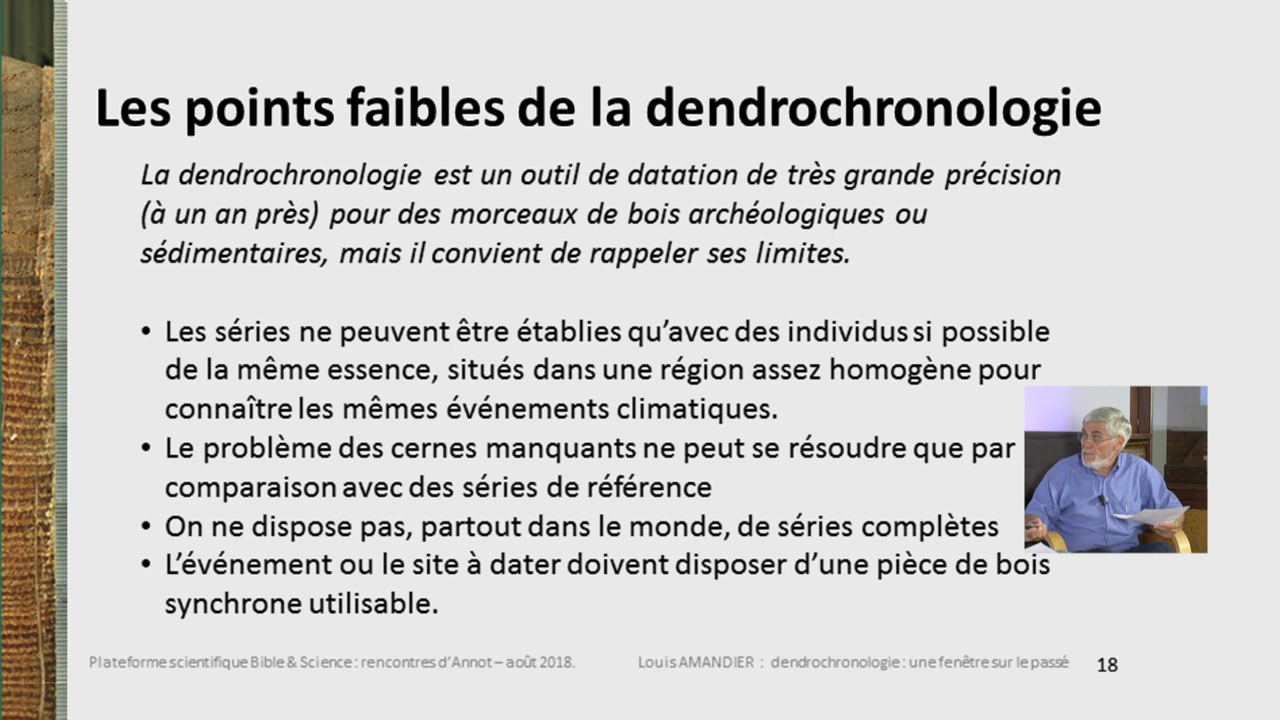 Les points faibles de la dendrochronologie
La dendrochronologie est un outil de datation de très grande précision
(à un an près) pour des morceaux de bois archéologiques ou
sédimentaires, mais il convient de rappeler ses limites.
• Les séries ne peuvent être établies qu'avec des individus si possible
de la même essence, situés dans une région assez homogène pour
connaître les mêmes événements climatiques.
• Le problème des cernes manquants ne peut se résoudre que par
comparaison avec des séries de référence
• On ne dispose pas, partout dans le monde, de séries complètes
• L'événement ou le site à dater doivent disposer d'une pièce de bois
synchrone utilisable.
Plateforme scientifique Bible & Science : rencontres d'Annot – août 2018. Louis AMANDIER : dendrochronologie : une fenêtre sur le passé 18